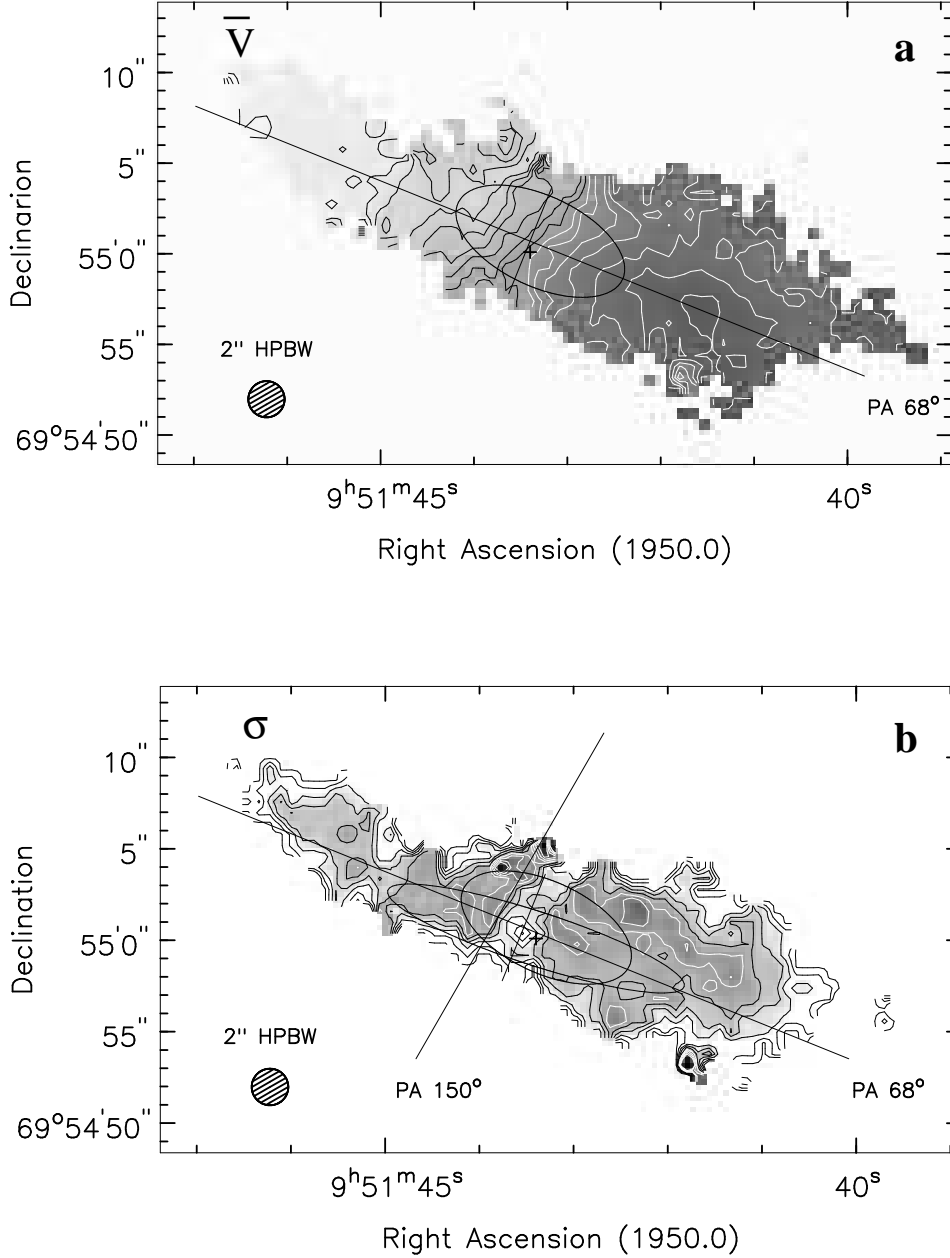 V̅
a
10"
5"
55'0"
55"
69°54'50"
Declinarion
2" HPBW
PA 68°
9ʰ51ᵐ45ˢ
40ˢ
Right Ascension (1950.0)
σ
b
10"
5"
55'0"
55"
69°54'50"
Declination
2" HPBW
PA 150°
PA 68°
9ʰ51ᵐ45ˢ
40ˢ
Right Ascension (1950.0)